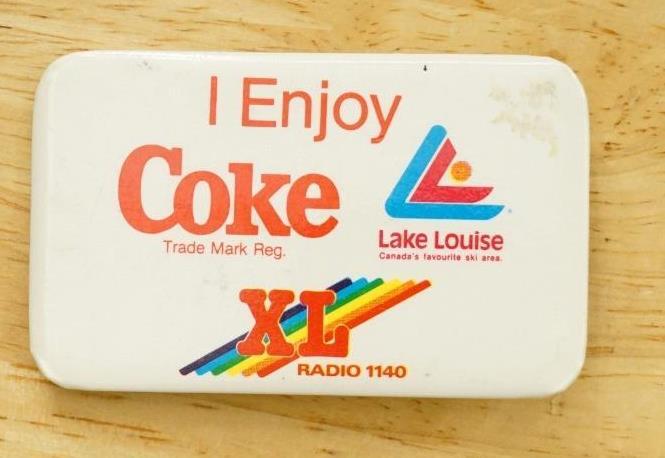 I Enjoy
Coke
Trade Mark Reg.
Lake Louise
Canada's favourite ski area.
XL
RADIO 1140